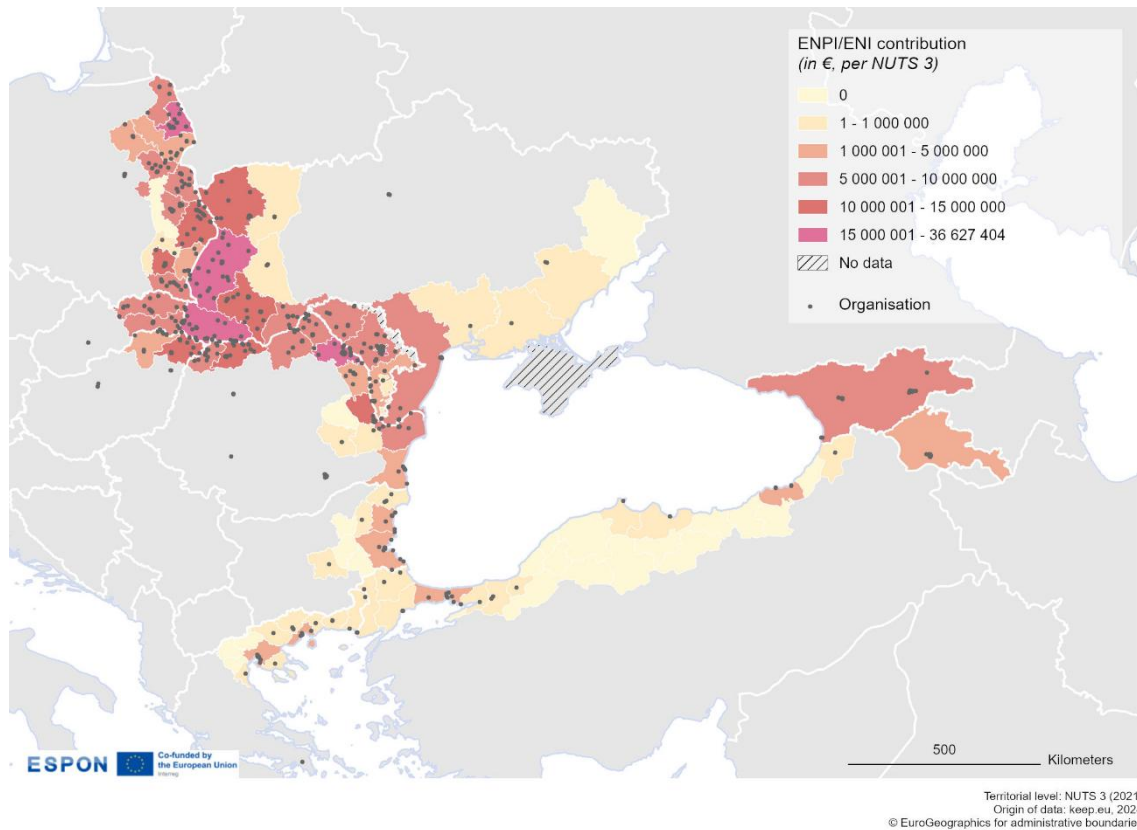 ENPI/ENI contribution
(in €, per NUTS 3)
0
1 - 1 000 000
1 000 001 - 5 000 000
5 000 001 - 10 000 000
10 000 001 - 15 000 000
15 000 001 - 36 627 404
No data
Organisation
500
Kilometers
ESPON
Co-funded by
the European Union
Interreg
Territorial level: NUTS 3 (2021
Origin of data: keep.eu, 202
© EuroGeographics for administrative boundarie